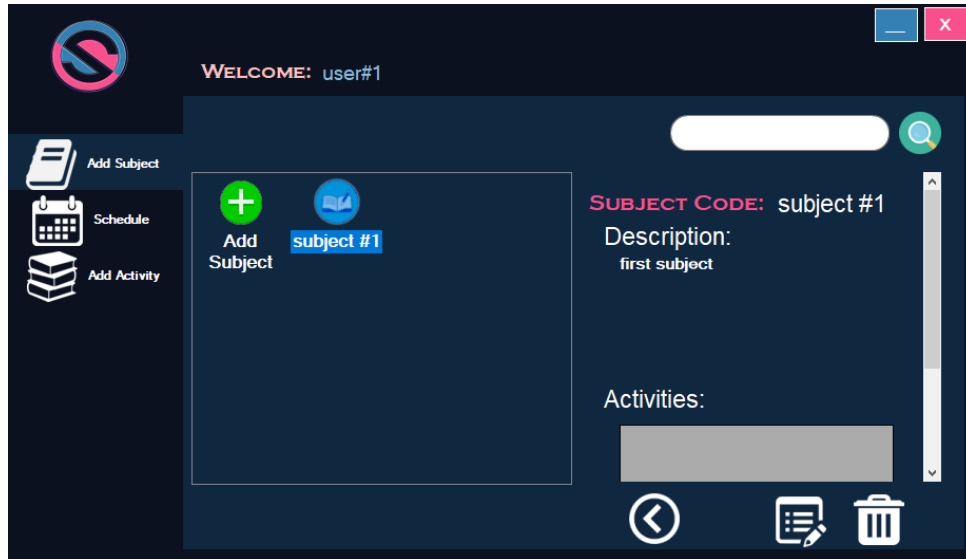 __ X
WELCOME: user#1
Add Subject
Schedule
Add Activity
Add
Subject
subject #1
SUBJECT CODE: subject #1
Description:
first subject
Activities: